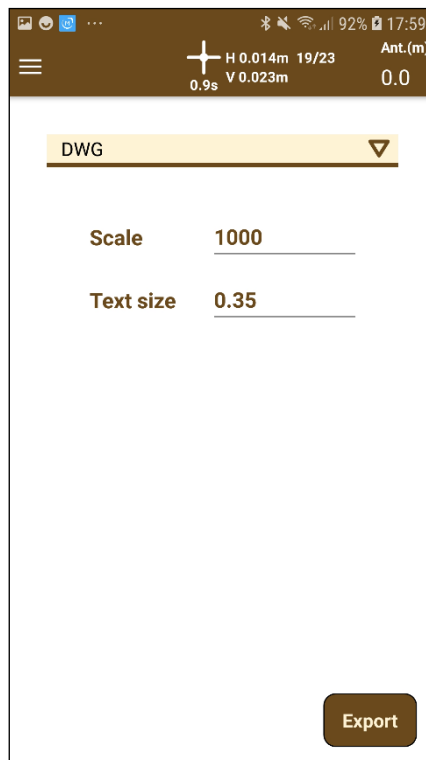 92% 17:59
H 0.014m 19/23 Ant.(m)
0.9s V 0.023m 0.0
DWG
Scale 1000
Text size 0.35
Export